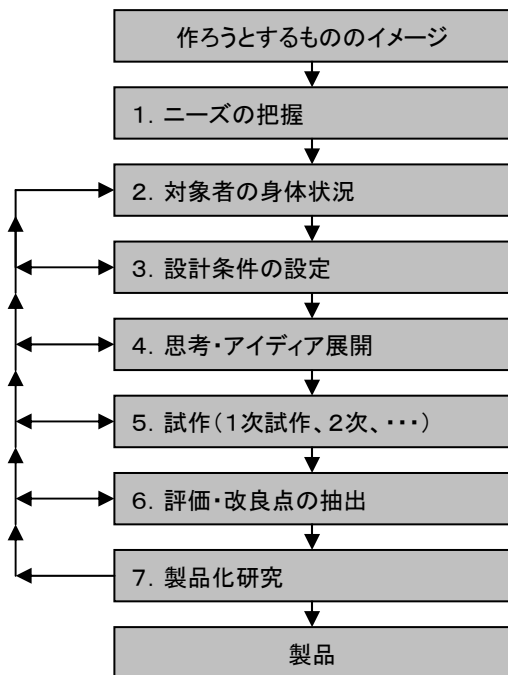 作ろうとするもののイメージ
1．ニーズの把握
2．対象者の身体状況
3．設計条件の設定
4．思考・アイディア展開
5．試作（１次試作、２次、・・・）
6．評価・改良点の抽出
7．製品化研究
製品